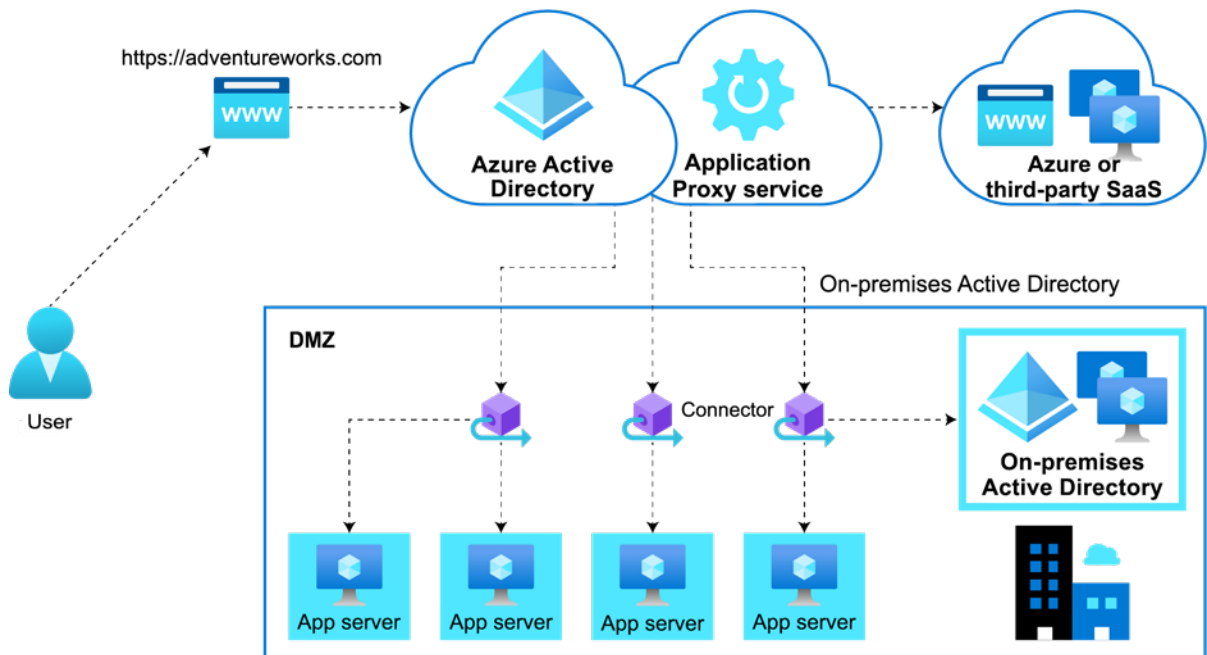 https://adventureworks.com
WWW
Azure Active
Directory
Application
Proxy service
WWW
Azure or
third-party SaaS
User
On-premises Active Directory
DMZ
Connector
On-premises
Active Directory
App server
App server
App server
App server